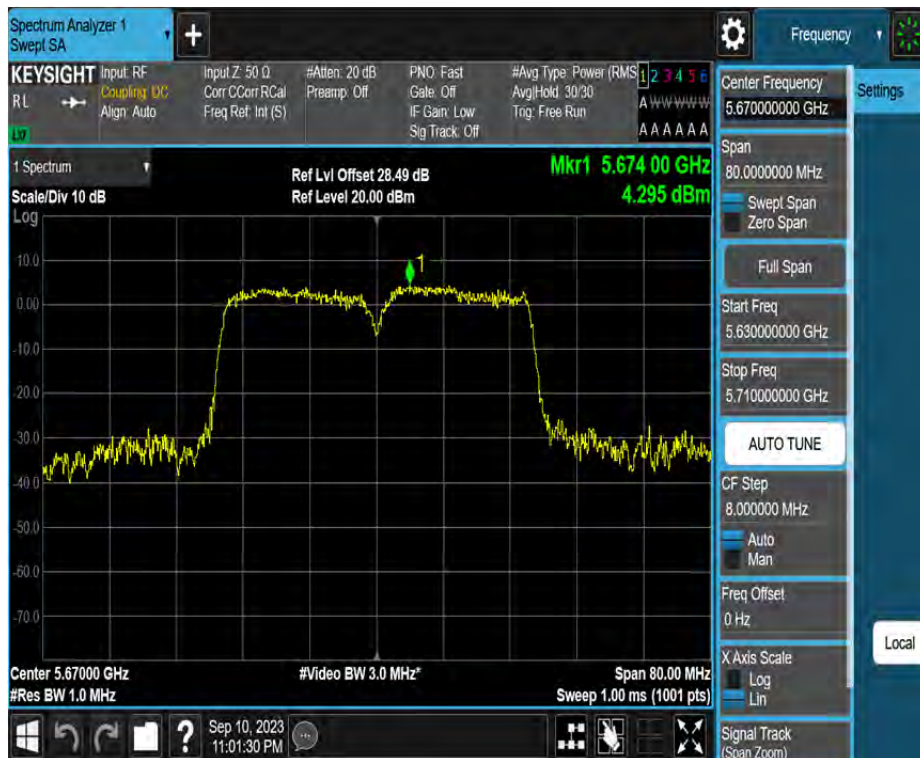 Spectrum Analyzer 1
Swept SA
+
Frequency
KEYSIGHT
RL
LXI
Input: RF
Coupling: DC
Align: Auto
Input Z: 50 Ω
Corr CCorr RCal
Freq Ref: Int (S)
#Atten: 20 dB
Preamp: Off
PNO: Fast
Gate: Off
IF Gain: Low
Sig Track: Off
#Avg Type: Power (RMS
Avg|Hold: 30/30
Trig: Free Run
1 2 3 4 5 6
A W W W W W
A A A A A A
1 Spectrum
Scale/Div 10 dB
Log
Ref Lvl Offset 28.49 dB
Ref Level 20.00 dBm
Mkr1 5.674 00 GHz
4.295 dBm
1
10.0
0.00
-10.0
-20.0
-30.0
-40.0
-50.0
-60.0
-70.0
Center 5.67000 GHz
#Res BW 1.0 MHz
#Video BW 3.0 MHz*
Span 80.00 MHz
Sweep 1.00 ms (1001 pts)
?
Sep 10, 2023
11:01:30 PM
Center Frequency
5.670000000 GHz
Span
80.0000000 MHz
Swept Span
Zero Span
Full Span
Start Freq
5.630000000 GHz
Stop Freq
5.710000000 GHz
AUTO TUNE
CF Step
8.000000 MHz
Auto
Man
Freq Offset
0 Hz
X Axis Scale
Log
Lin
Signal Track
(Span Zoom)
Settings
Local